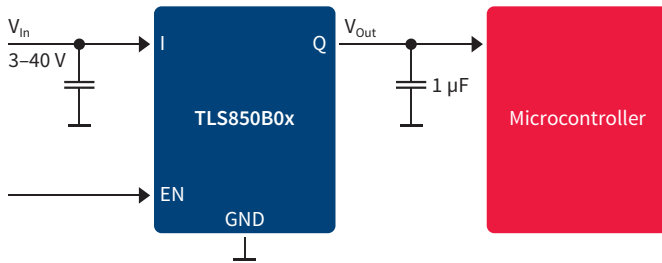 VIn
3–40 V
I
Q
VOut
1 µF
TLS850B0x
Microcontroller
EN
GND